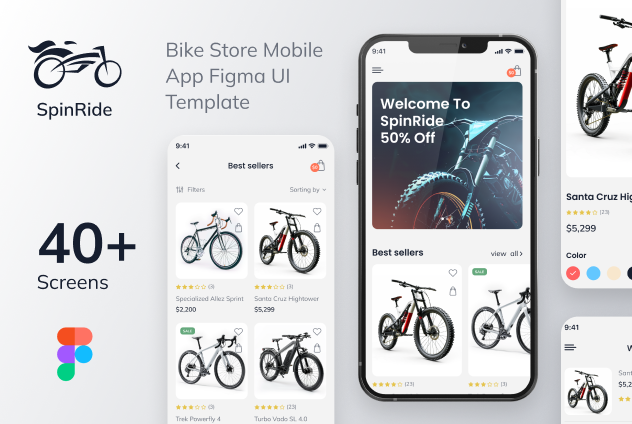 SpinRide
Bike Store Mobile
App Figma UI
Template
40+
Screens
9:41
Best sellers
Filters
Sorting by
(3)
(23)
Specialized Allez Sprint
Santa Cruz Hightower
$2,200
$5,299
SALE
(3)
(23)
Trek Powerfly 4
Turbo Vado SL 4.0
9:41
Welcome To
SpinRide
50% Off
Best sellers
view all
SALE
(23)
(3)
Santa Cruz Hi
(23)
$5,299
Color
9:41
W
Sant
$5,2